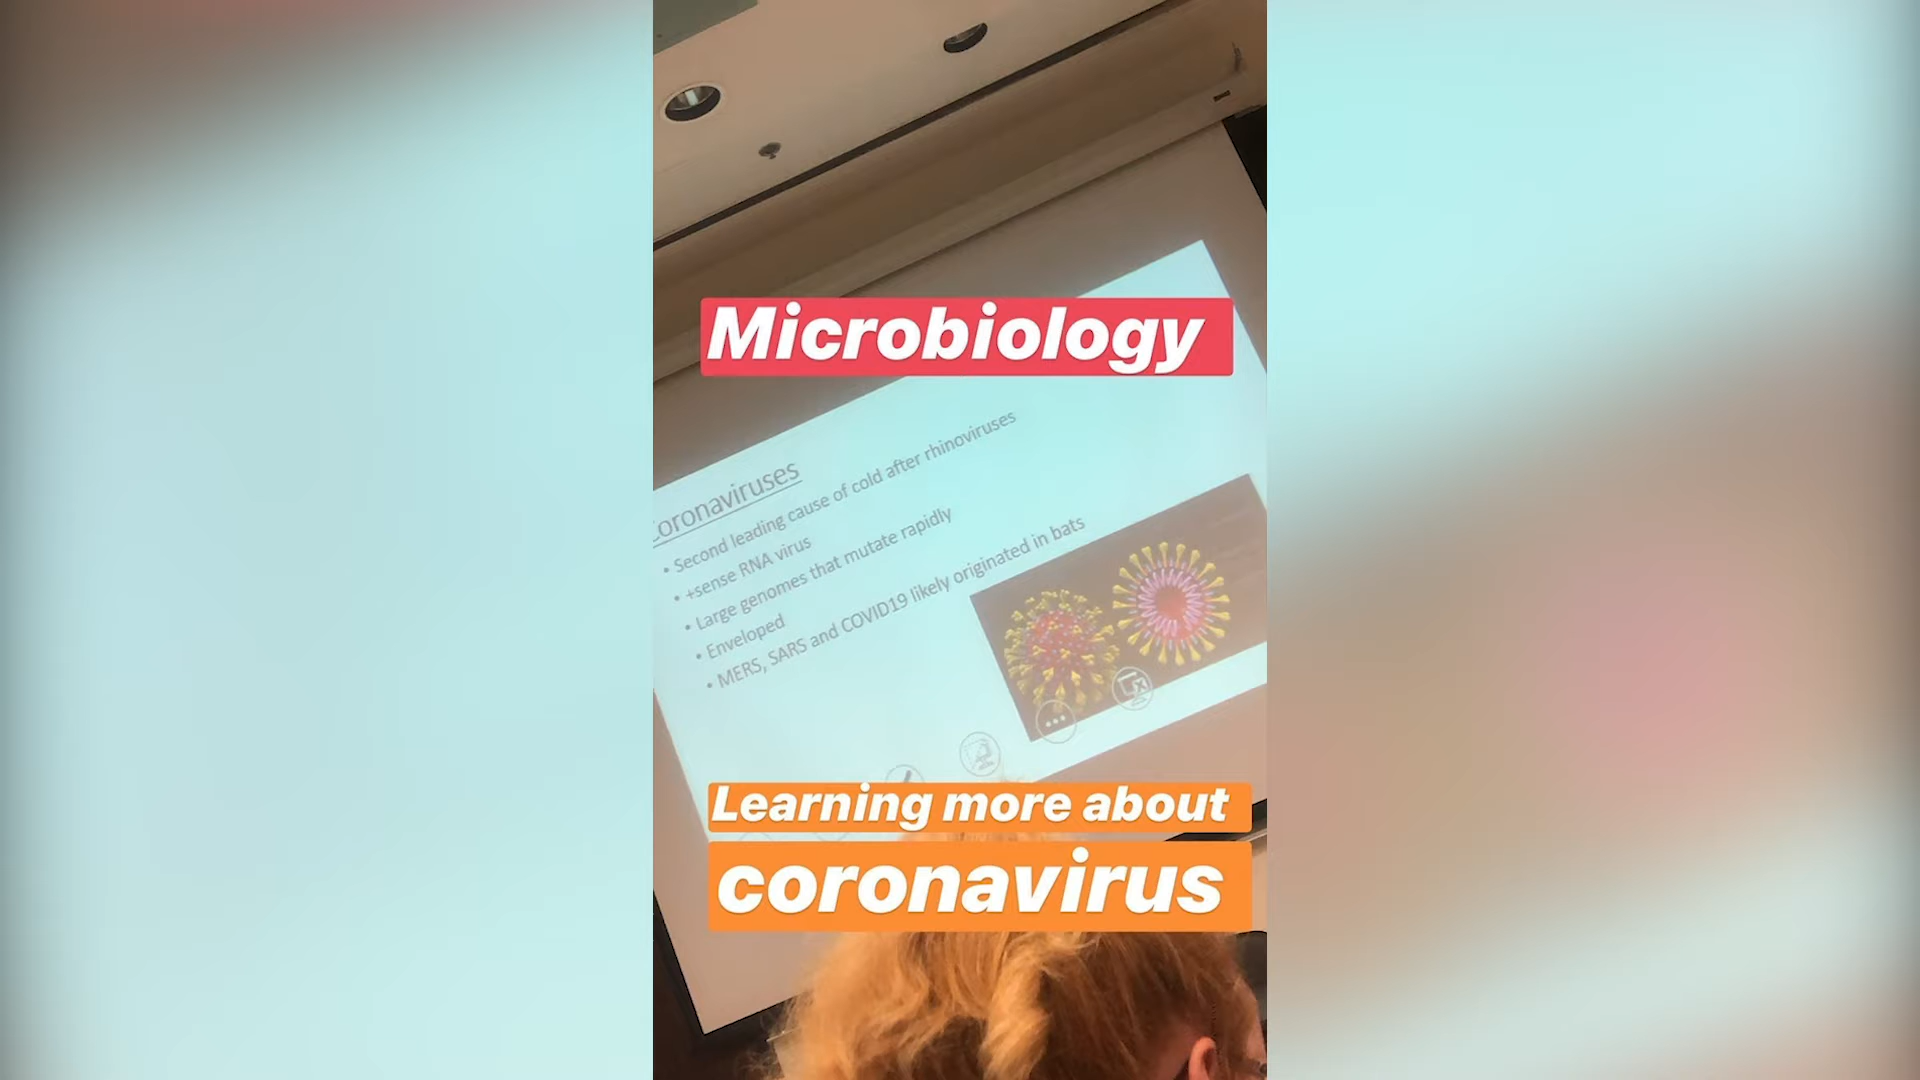 Microbiology
Coronaviruses
• Second leading cause of cold after rhinoviruses
• +sense RNA virus
• Large genomes that mutate rapidly
• Enveloped
• MERS, SARS and COVID19 likely originated in bats
Learning more about
coronavirus